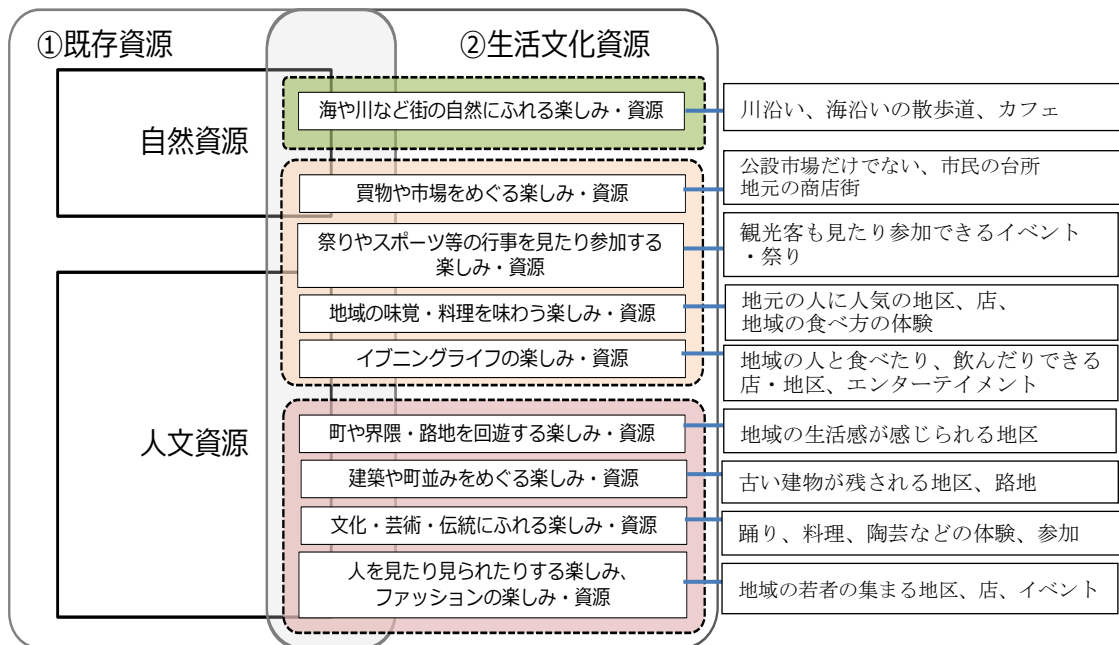 ①既存資源
②生活文化資源
自然資源
人文資源
海や川など街の自然にふれる楽しみ・資源
川沿い、海沿いの散歩道、カフェ
買物や市場をめぐる楽しみ・資源
公設市場だけでない、市民の台所
地元の商店街
祭りやスポーツ等の行事を見たり参加する
楽しみ・資源
観光客も見たり参加できるイベント
・祭り
地域の味覚・料理を味わう楽しみ・資源
地元の人に人気の地区、店、
地域の食べ方の体験
イブニングライフの楽しみ・資源
地域の人と食べたり、飲んだりできる
店・地区、エンターテイメント
町や界隈・路地を回遊する楽しみ・資源
地域の生活感が感じられる地区
建築や町並みをめぐる楽しみ・資源
古い建物が残される地区、路地
文化・芸術・伝統にふれる楽しみ・資源
踊り、料理、陶芸などの体験、参加
人を見たり見られたりする楽しみ、
ファッションの楽しみ・資源
地域の若者の集まる地区、店、イベント